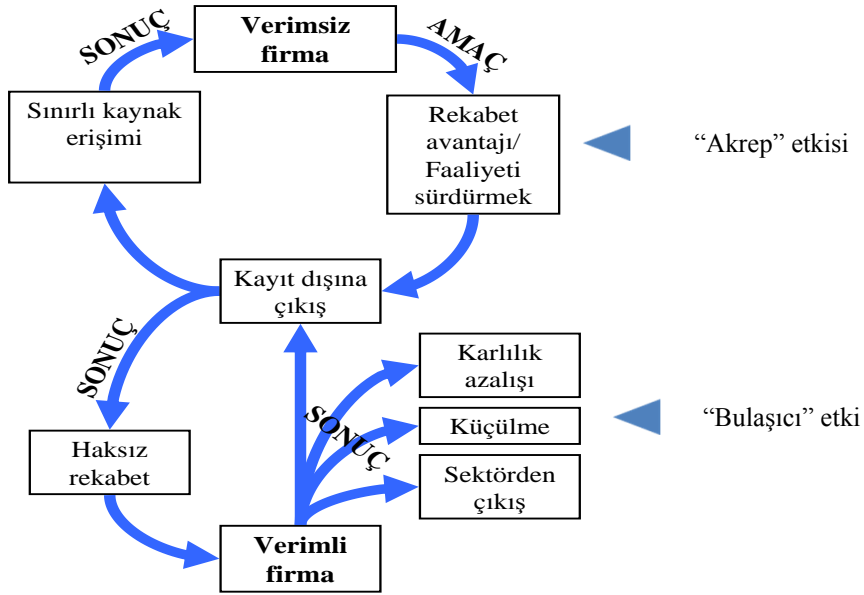 SONUÇ
Verimsiz
firma
AMAÇ
Sınırlı kaynak
erişimi
Rekabet
avantajı/
Faaliyeti
sürdürmek
“Akrep” etkisi
Kayıt dışına
çıkış
SONUÇ
Karlılık
azalışı
SONUÇ
Küçülme
“Bulaşıcı” etki
Haksız
rekabet
Sektörden
çıkış
Verimli
firma